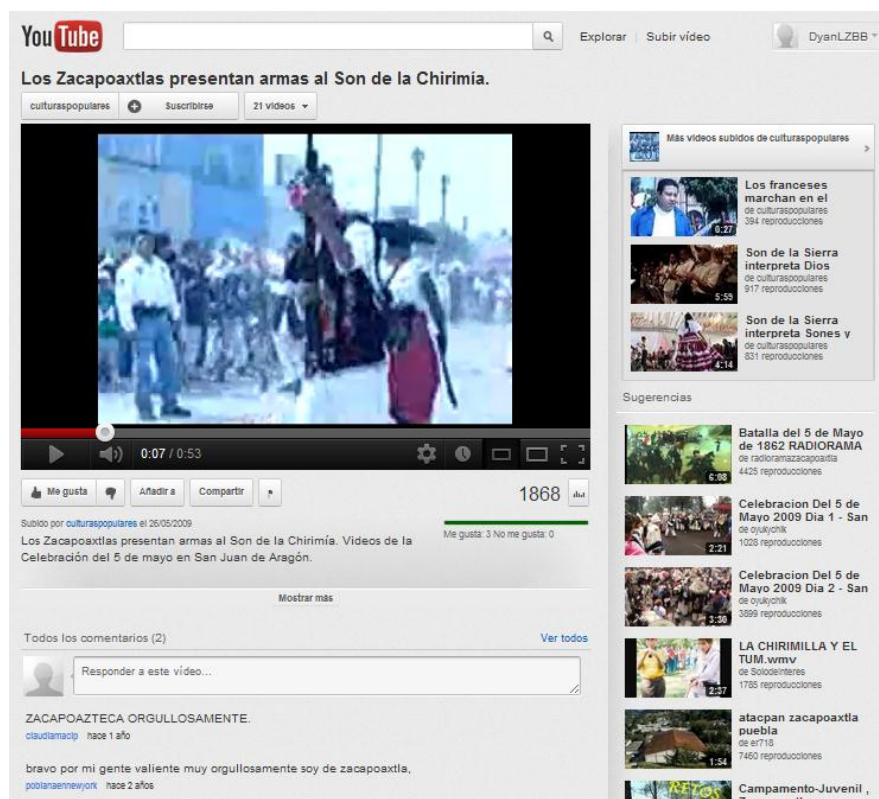 YouTube
Explorar
Subir vídeo
DyanLZBB
Los Zacapoaxtlas presentan armas al Son de la Chirimía.
culturaspopulares
Suscribirse
21 videos
0:07 / 0:53
Me gusta
Añadir a
Compartir
1868
Subido por culturaspopulares el 26/05/2009
Los Zacapoaxtlas presentan armas al Son de la Chirimía. Videos de la
Celebración del 5 de mayo en San Juan de Aragón.
Me gusta: 3 No me gusta: 0
Mostrar más
Todos los comentarios (2)
Ver todos
Responder a este vídeo...
ZACAPOAZTECA ORGULLOSAMENTE.
claudiamaclp hace 1 año
bravo por mi gente valiente muy orgullosamente soy de zacapoaxtla,
poblanaennewyork hace 2 años
Más videos subidos de culturaspopulares
Los franceses
marchan en el
de culturaspopulares
394 reproducciones
0:27
Son de la Sierra
interpreta Dios
de culturaspopulares
917 reproducciones
5:59
Son de la Sierra
interpreta Sones y
de culturaspopulares
831 reproducciones
4:14
Sugerencias
Batalla del 5 de Mayo
de 1862 RADIORAMA
de radioramazacapoaxtla
4425 reproducciones
6:08
Celebracion Del 5 de
Mayo 2009 Dia 1 - San
de oyukychik
1028 reproducciones
2:21
Celebracion Del 5 de
Mayo 2009 Dia 2 - San
de oyukychik
3899 reproducciones
3:30
LA CHIRIMILLA Y EL
TUM.wmv
de Solodeinteres
1785 reproducciones
2:37
atacpan zacapoaxtla
puebla
de er718
7460 reproducciones
1:54
RETOS
Campamento-Juvenil ,